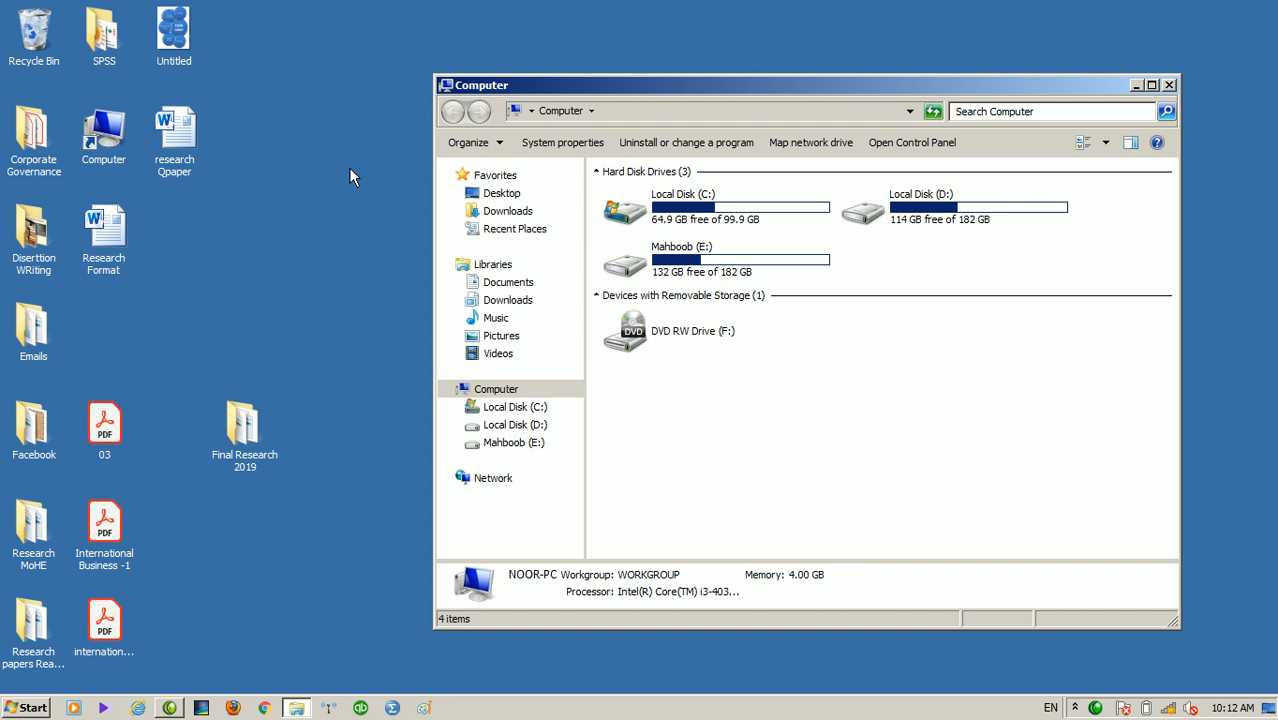 Recycle Bin
SPSS
Untitled
Corporate
Governance
Computer
research
Qpaper
Diserttion
WRiting
Research
Format
Emails
Facebook
PDF
03
Final Research
2019
Research
MoHE
PDF
International
Business -1
Research
papers Rea...
PDF
internation...
Computer
Computer
Search Computer
Organize
System properties
Uninstall or change a program
Map network drive
Open Control Panel
Favorites
Desktop
Downloads
Recent Places
Libraries
Documents
Downloads
Music
Pictures
Videos
Computer
Local Disk (C:)
Local Disk (D:)
Mahboob (E:)
Network
Hard Disk Drives (3)
Local Disk (C:)
64.9 GB free of 99.9 GB
Local Disk (D:)
114 GB free of 182 GB
Mahboob (E:)
132 GB free of 182 GB
Devices with Removable Storage (1)
DVD
DVD RW Drive (F:)
NOOR-PC Workgroup: WORKGROUP Memory: 4.00 GB
Processor: Intel(R) Core(TM) i3-403...
4 items
Start
EN
10:12 AM